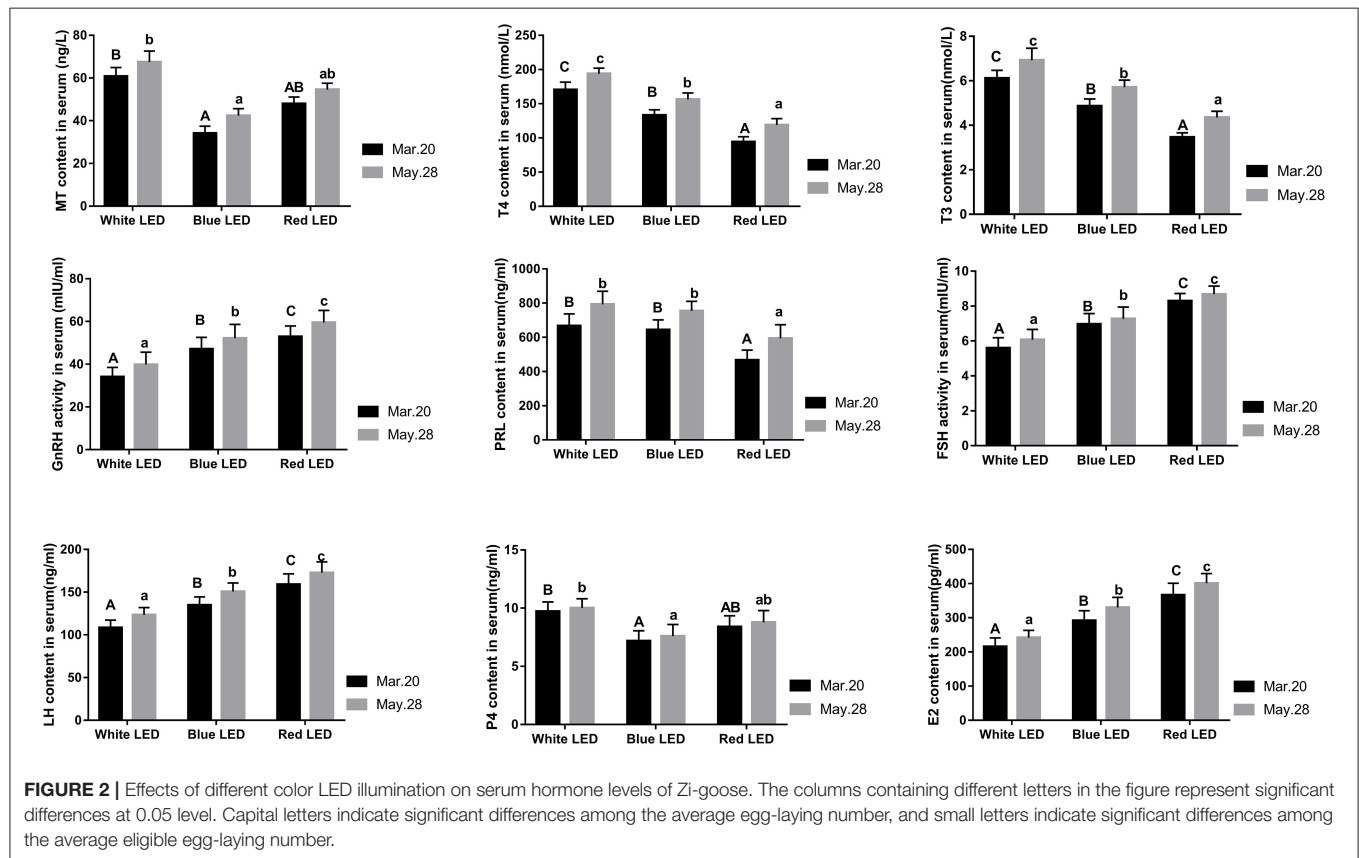 MT content in serum (ng/L)
80
60
40
20
0
B
b
A
a
AB
ab
White LED
Blue LED
Red LED
Mar.20
May.28
T4 content in serum (nmol/L)
250
200
150
100
50
0
C
c
B
b
A
a
White LED
Blue LED
Red LED
Mar.20
May.28
T3 content in serum(nmol/L)
8
6
4
2
0
C
c
B
b
A
a
White LED
Blue LED
Red LED
Mar.20
May.28
GnRH activity in serum (mIU/ml)
80
60
40
20
0
A
a
B
b
C
c
White LED
Blue LED
Red LED
Mar.20
May.28
PRL content in serum(ng/ml)
1000
800
600
400
200
0
B
b
B
b
A
a
White LED
Blue LED
Red LED
Mar.20
May.28
FSH activity in serum(mIU/ml)
10
8
6
4
2
0
A
a
B
b
C
c
White LED
Blue LED
Red LED
Mar.20
May.28
LH content in serum(ng/ml)
200
150
100
50
0
A
a
B
b
C
c
White LED
Blue LED
Red LED
Mar.20
May.28
P4 content in serum(ng/ml)
15
10
5
0
B
b
A
a
AB
ab
White LED
Blue LED
Red LED
Mar.20
May.28
E2 content in serum(pg/ml)
500
400
300
200
100
0
A
a
B
b
C
c
White LED
Blue LED
Red LED
Mar.20
May.28
FIGURE 2 | Effects of different color LED illumination on serum hormone levels of Zi-goose. The columns containing different letters in the figure represent significant
differences at 0.05 level. Capital letters indicate significant differences among the average egg-laying number, and small letters indicate significant differences among
the average eligible egg-laying number.